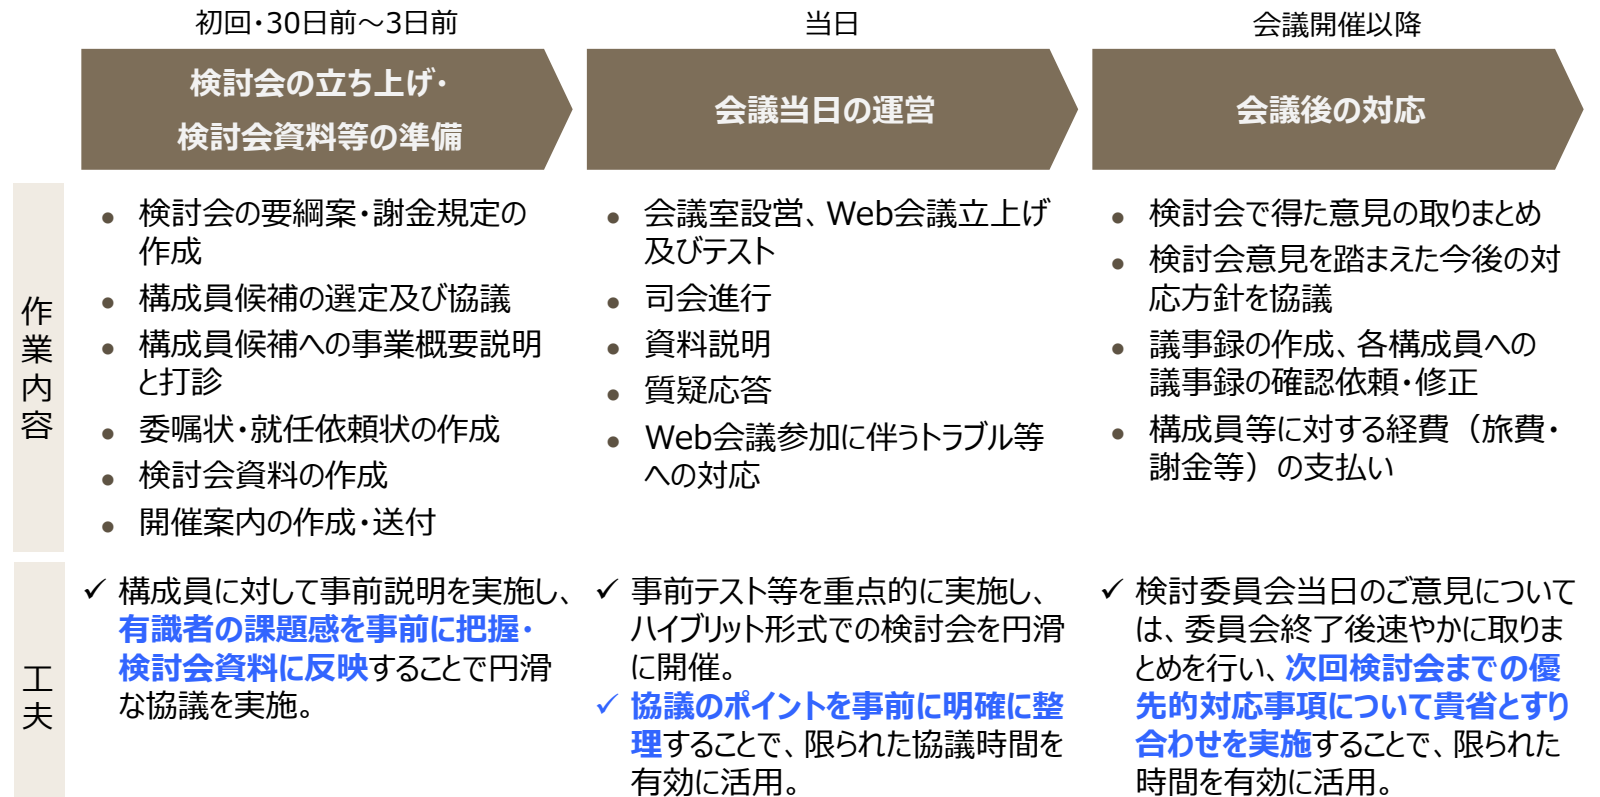 初回・30日前～3日前
検討会の立ち上げ・
検討会資料等の準備
当日
会議当日の運営
会議開催以降
会議後の対応
作業内容
● 検討会の要綱案・謝金規定の
作成
● 構成員候補の選定及び協議
● 構成員候補への事業概要説明
と打診
● 委嘱状・就任依頼状の作成
● 検討会資料の作成
● 開催案内の作成・送付
● 会議室設営、Web会議立上げ
及びテスト
● 司会進行
● 資料説明
● 質疑応答
● Web会議参加に伴うトラブル等
への対応
● 検討会で得た意見の取りまとめ
● 検討会意見を踏まえた今後の対
応方針を協議
● 議事録の作成、各構成員への
議事録の確認依頼・修正
● 構成員等に対する経費（旅費・
謝金等）の支払い
工夫
✓ 構成員に対して事前説明を実施し、
有識者の課題感を事前に把握・
検討会資料に反映することで円滑
な協議を実施。
✓ 事前テスト等を重点的に実施し、
ハイブリット形式での検討会を円滑
に開催。
✓ 協議のポイントを事前に明確に整
理することで、限られた協議時間を
有効に活用。
✓ 検討委員会当日のご意見について
は、委員会終了後速やかに取りま
とめを行い、次回検討会までの優
先的対応事項について貴省とすり
合わせを実施することで、限られた
時間を有効に活用。